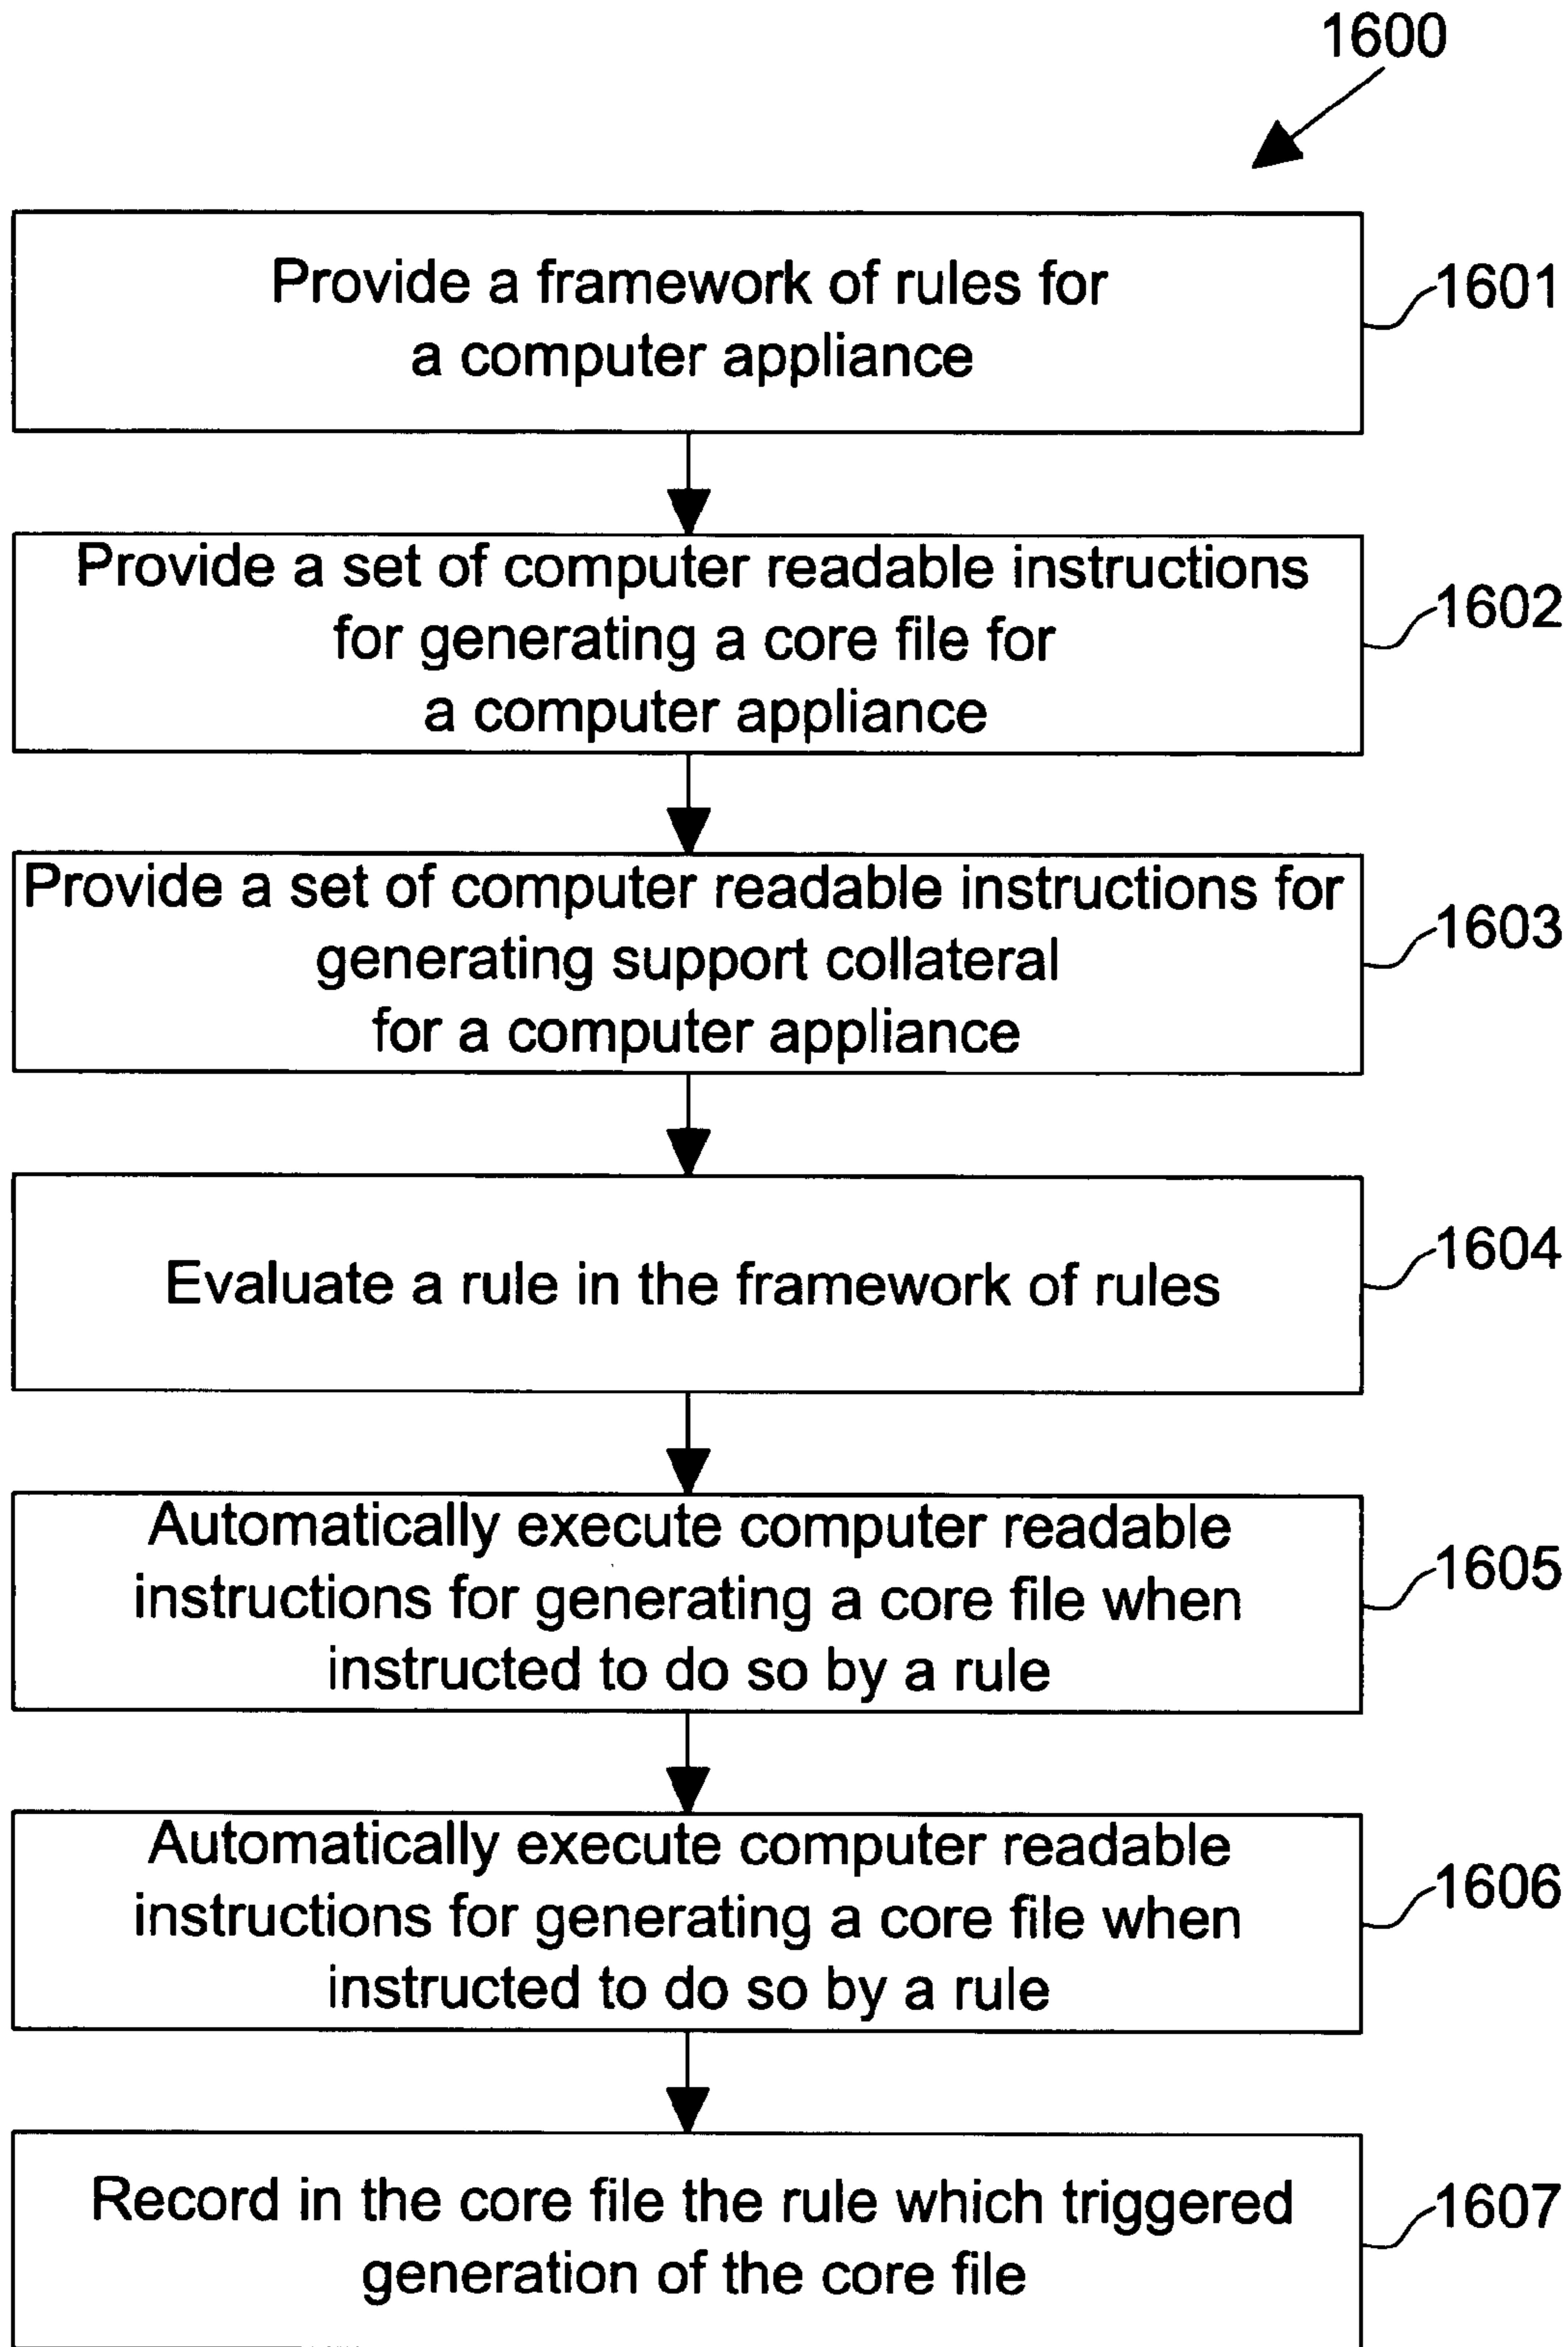 1600
Provide a framework of rules for
a computer appliance
1601
Provide a set of computer readable instructions
for generating a core file for
a computer appliance
1602
Provide a set of computer readable instructions for
generating support collateral
for a computer appliance
1603
Evaluate a rule in the framework of rules
1604
Automatically execute computer readable
instructions for generating a core file when
instructed to do so by a rule
1605
Automatically execute computer readable
instructions for generating a core file when
instructed to do so by a rule
1606
Record in the core file the rule which triggered
generation of the core file
1607